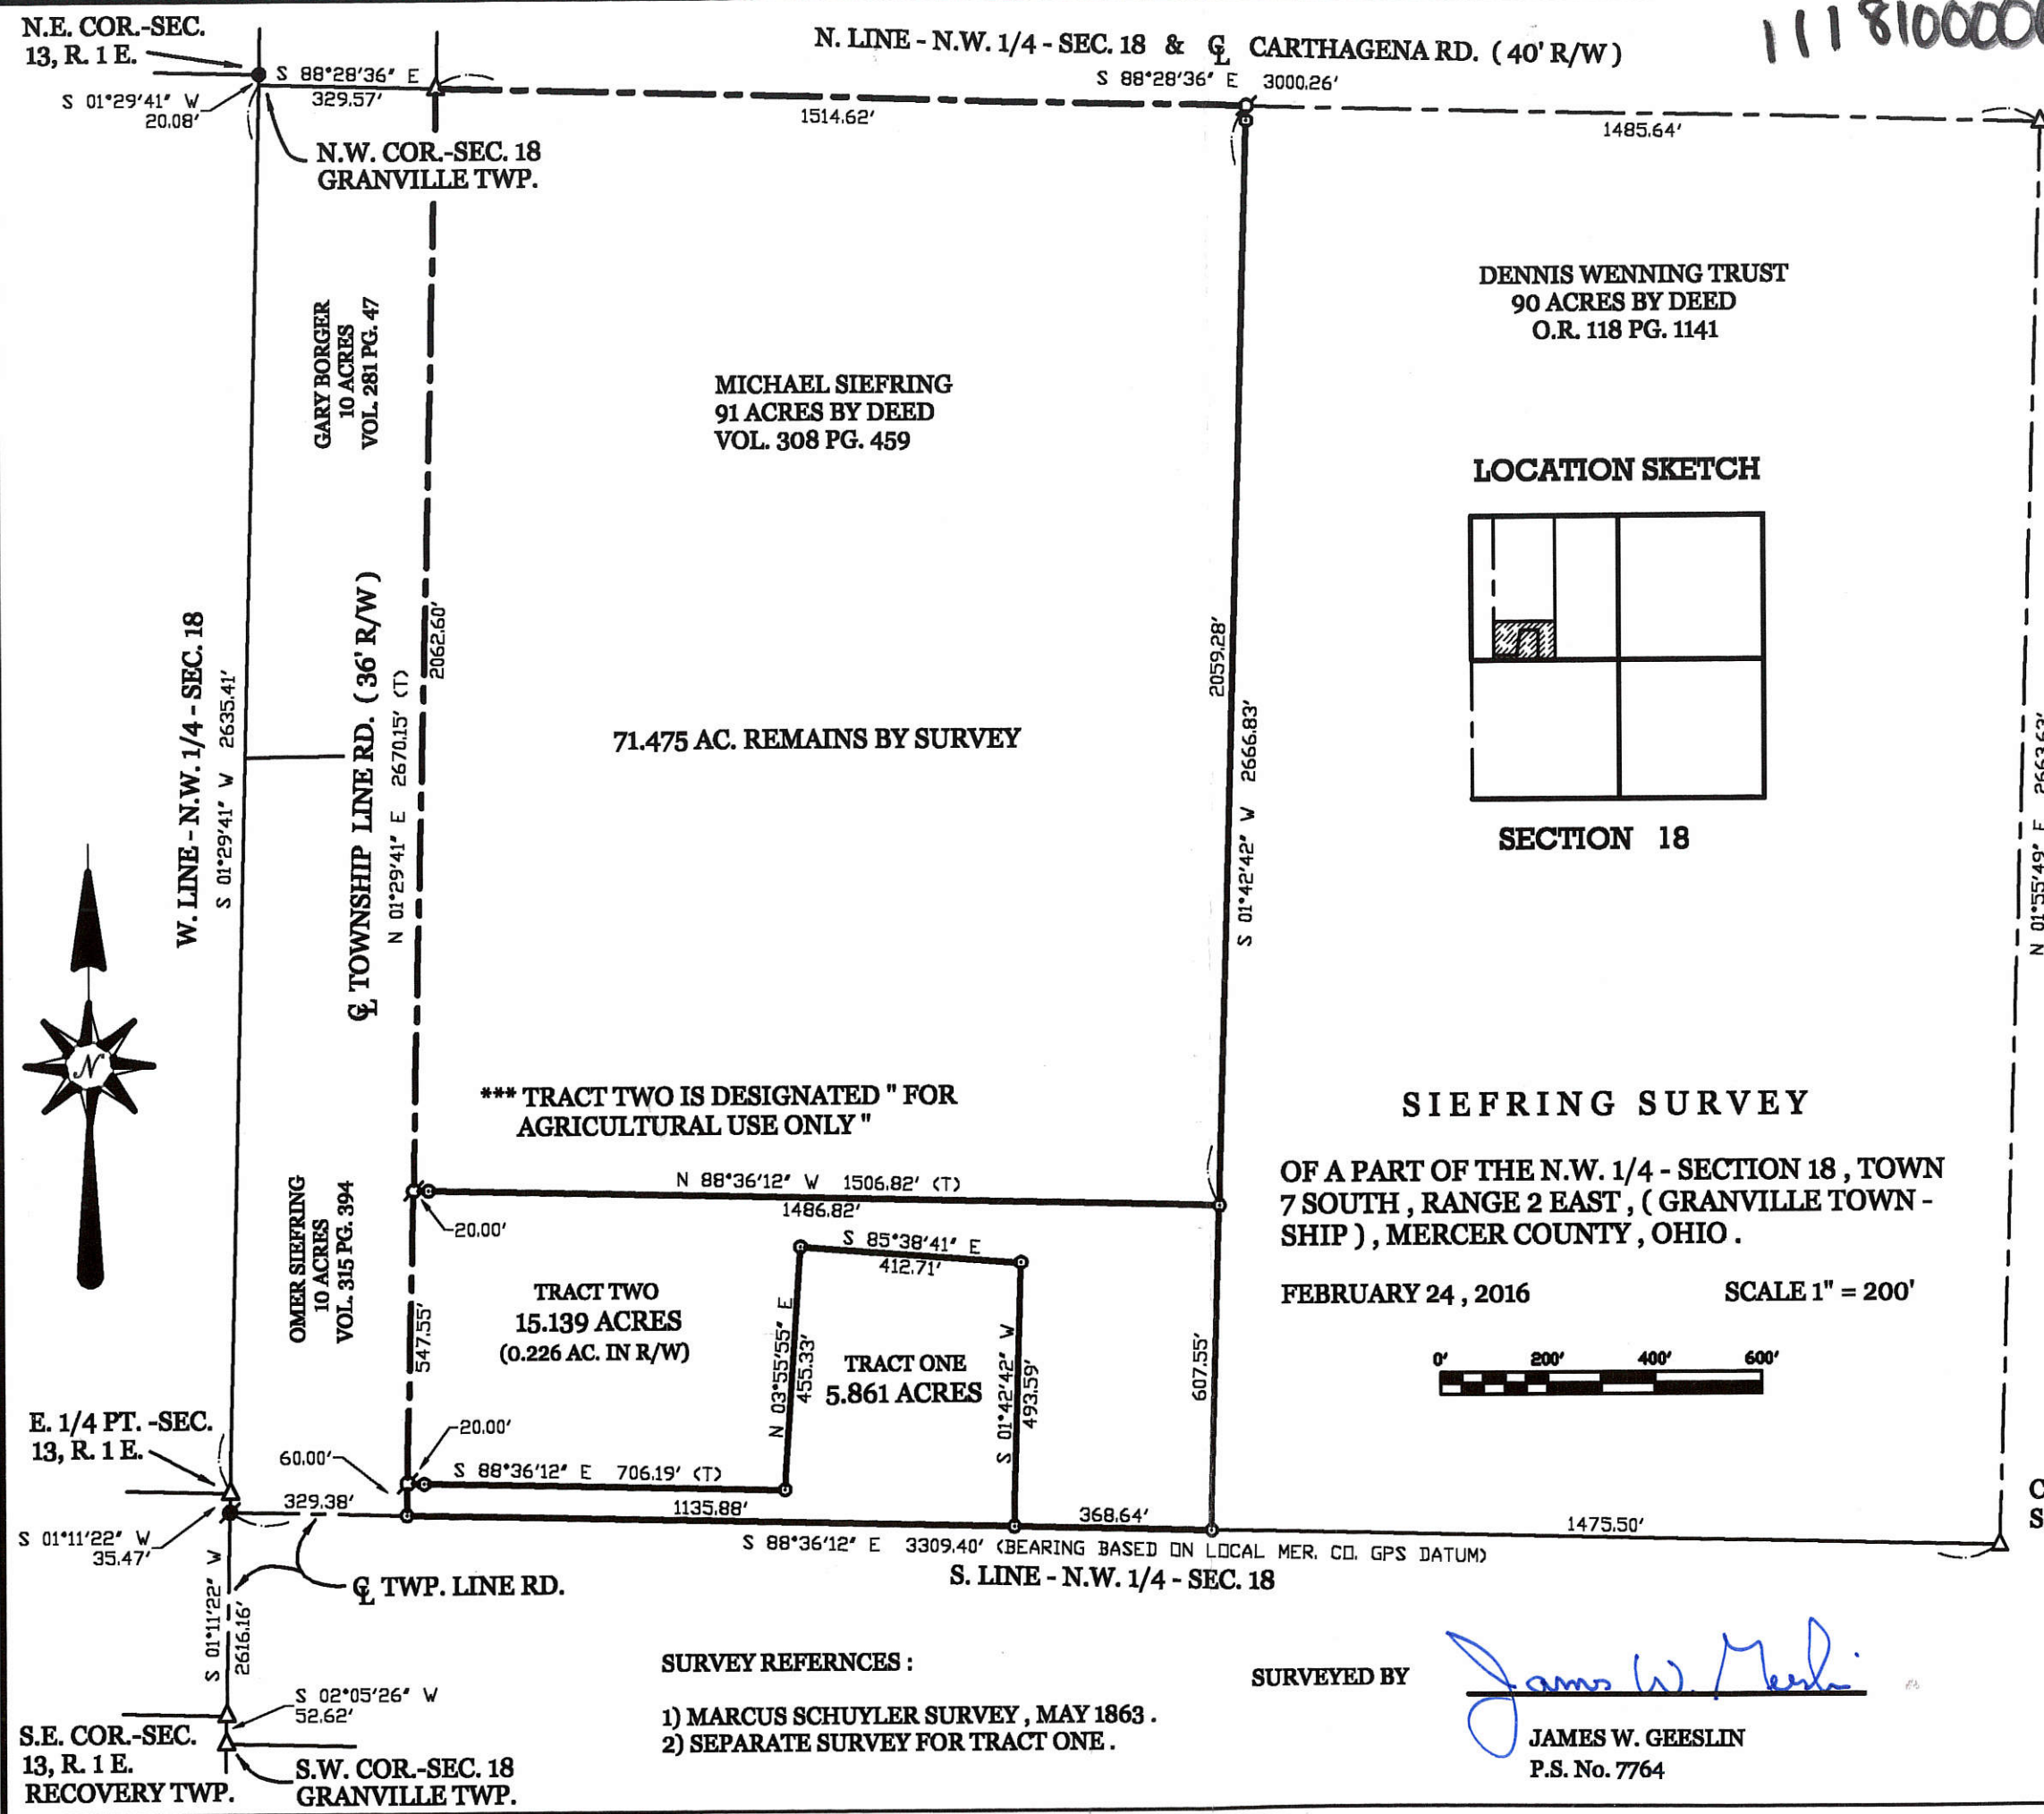 N.E. COR.-SEC.
13, R. 1 E.
S 01°29'41" W
20.08'
S 88°28'36" E
329.57'
N.W. COR.-SEC. 18
GRANVILLE TWP.
N. LINE - N.W. 1/4 - SEC. 18 & ℄ CARTHAGENA RD. ( 40' R/W )
S 88°28'36" E 3000.26'
1514.62'
1485.64'
GARY BORGER
10 ACRES
VOL. 281 PG. 47
MICHAEL SIEFRING
91 ACRES BY DEED
VOL. 308 PG. 459
DENNIS WENNING TRUST
90 ACRES BY DEED
O.R. 118 PG. 1141
LOCATION SKETCH
SECTION 18
W. LINE - N.W. 1/4 - SEC. 18
S 01°29'41" W 2635.41'
℄ TOWNSHIP LINE RD. ( 36' R/W )
N 01°29'41" E 2670.15' (T)
2062.60'
71.475 AC. REMAINS BY SURVEY
2059.28'
S 01°42'42" W 2666.83'
N 01°55'49" E 2663.63'
N
*** TRACT TWO IS DESIGNATED " FOR
AGRICULTURAL USE ONLY "
N 88°36'12" W 1506.82' (T)
1486.82'
20.00'
OMER SIEFRING
10 ACRES
VOL. 315 PG. 394
547.55'
TRACT TWO
15.139 ACRES
(0.226 AC. IN R/W)
S 85°38'41" E
412.71'
N 03°55'55" E
455.33'
TRACT ONE
5.861 ACRES
S 01°42'42" W
493.59'
607.55'
SIEFRING SURVEY
OF A PART OF THE N.W. 1/4 - SECTION 18 , TOWN
7 SOUTH , RANGE 2 EAST , ( GRANVILLE TOWN -
SHIP ) , MERCER COUNTY , OHIO .
FEBRUARY 24 , 2016
SCALE 1" = 200'
0' 200' 400' 600'
E. 1/4 PT. -SEC.
13, R. 1 E.
60.00'
20.00'
S 88°36'12" E 706.19' (T)
329.38'
1135.88'
368.64'
1475.50'
S 01°11'22" W
35.47'
S 88°36'12" E 3309.40' (BEARING BASED ON LOCAL MER. CO. GPS DATUM)
S. LINE - N.W. 1/4 - SEC. 18
℄ TWP. LINE RD.
S 01°11'22" W
2616.16'
S 02°05'26" W
52.62'
S.E. COR.-SEC.
13, R. 1 E.
RECOVERY TWP.
S.W. COR.-SEC. 18
GRANVILLE TWP.
SURVEY REFERNCES :
1) MARCUS SCHUYLER SURVEY , MAY 1863 .
2) SEPARATE SURVEY FOR TRACT ONE .
SURVEYED BY
James W. Geeslin
JAMES W. GEESLIN
P.S. No. 7764